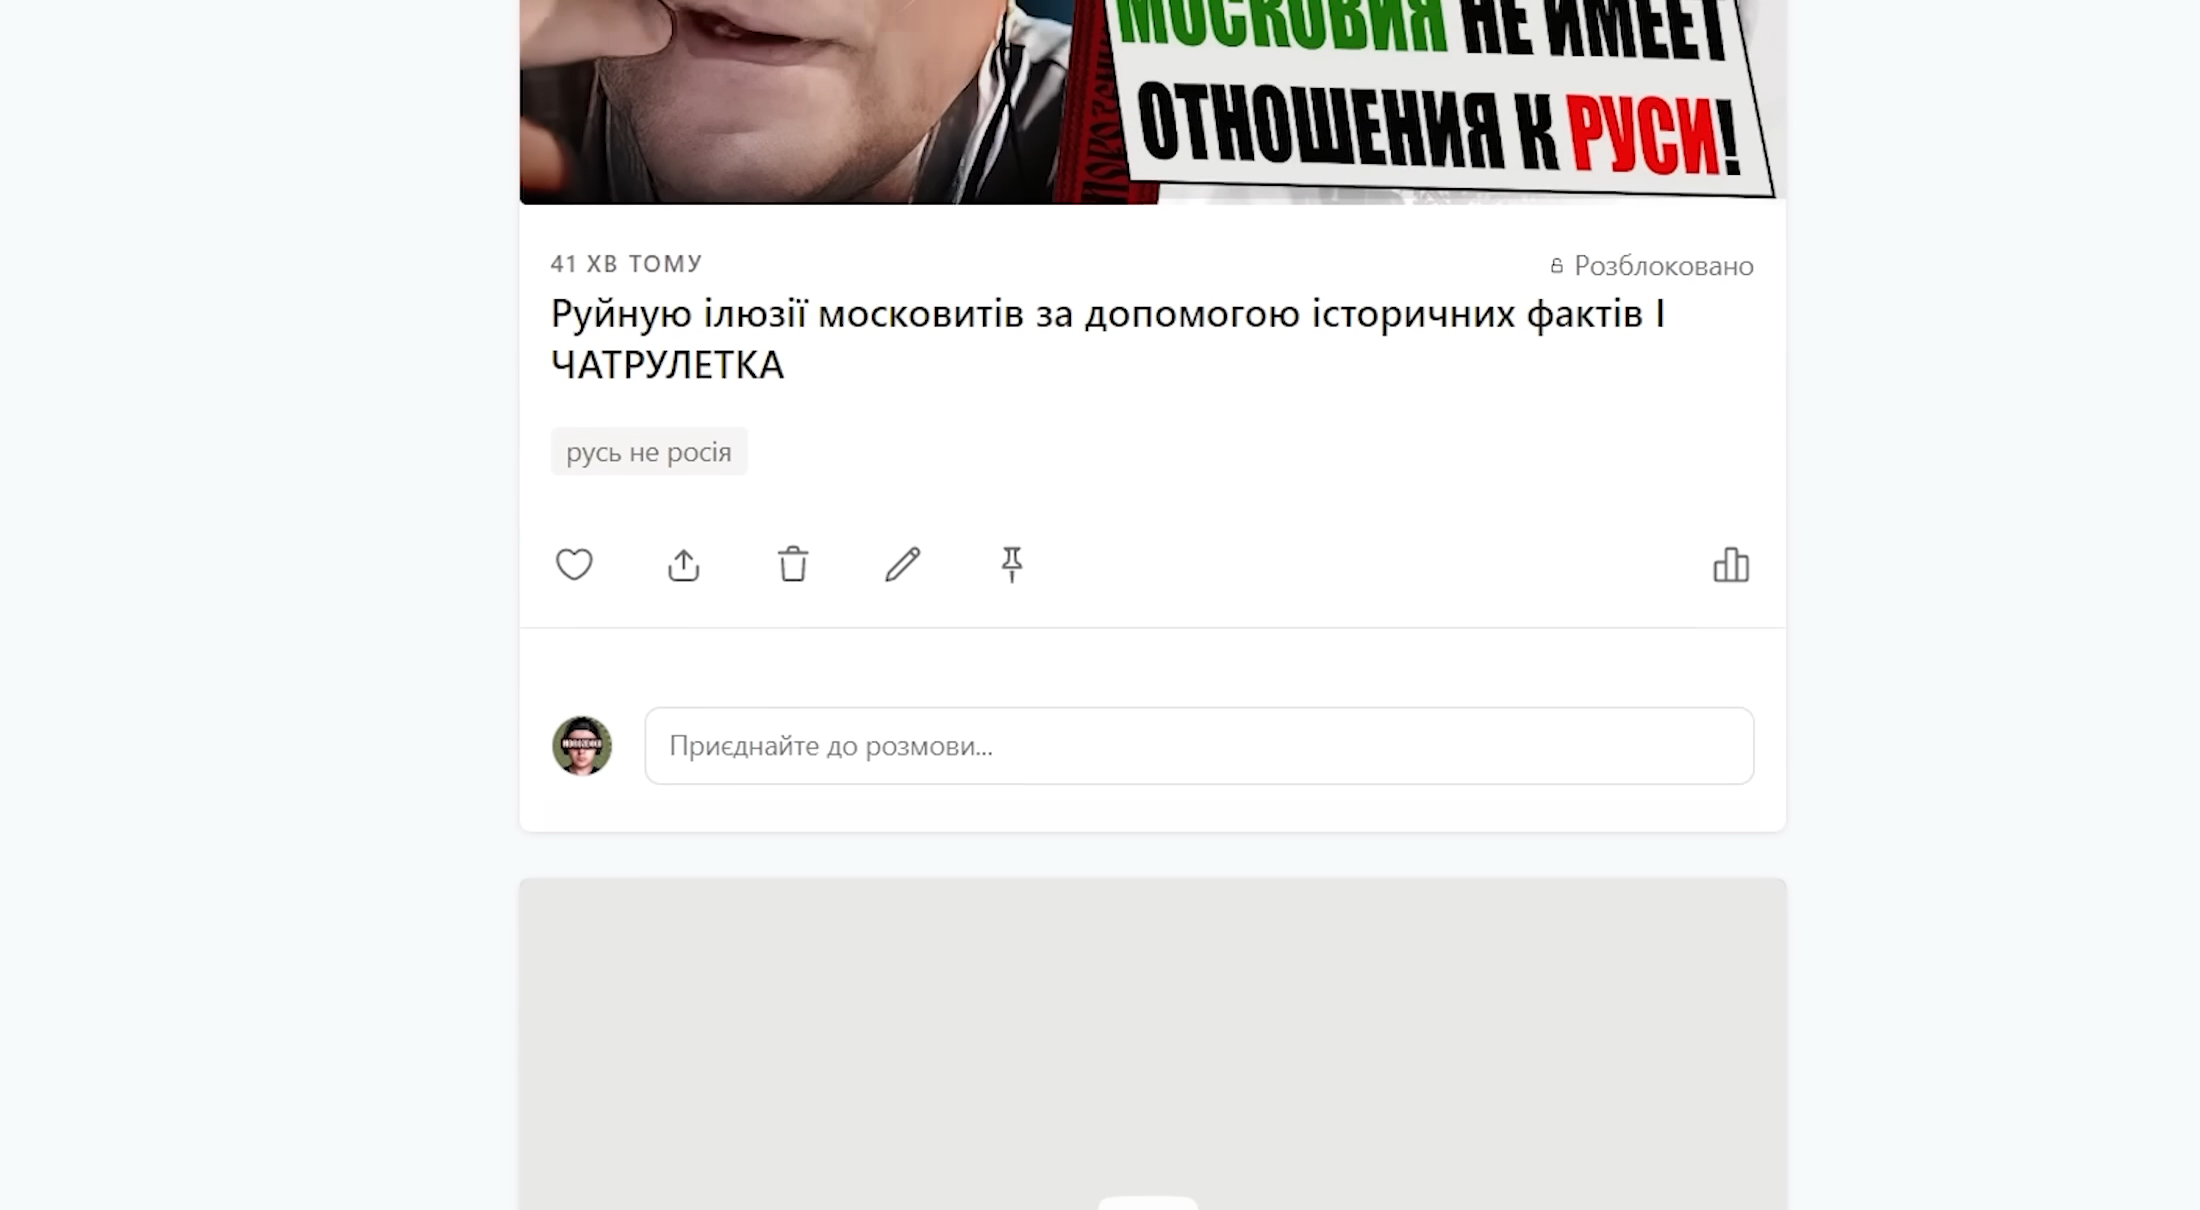 МОСКОВИЯ НЕ ИМЕЕТ
ОТНОШЕНИЯ К РУСИ!
41 ХВ ТОМУ
Розблоковано
Руйную ілюзії московитів за допомогою історичних фактів І
ЧАТРУЛЕТКА
русь не росія
Приєднайте до розмови...